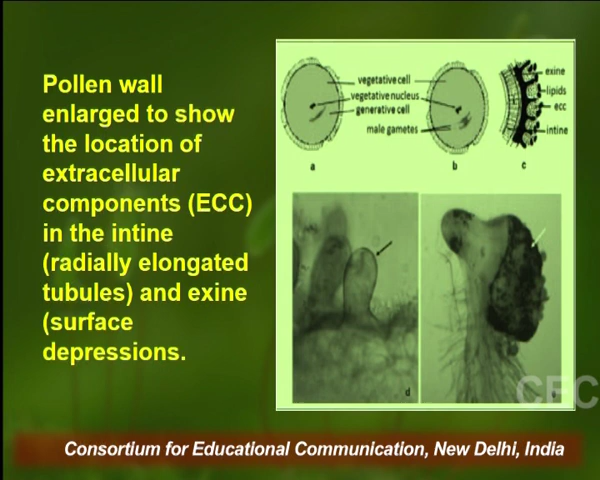 Pollen wall
enlarged to show
the location of
extracellular
components (ECC)
in the intine
(radially elongated
tubules) and exine
(surface
depressions.
vegetative cell
vegetative nucleus
generative cell
male gametes
exine
lipids
ecc
intine
a
b
c
d
CEC
Consortium for Educational Communication, New Delhi, India